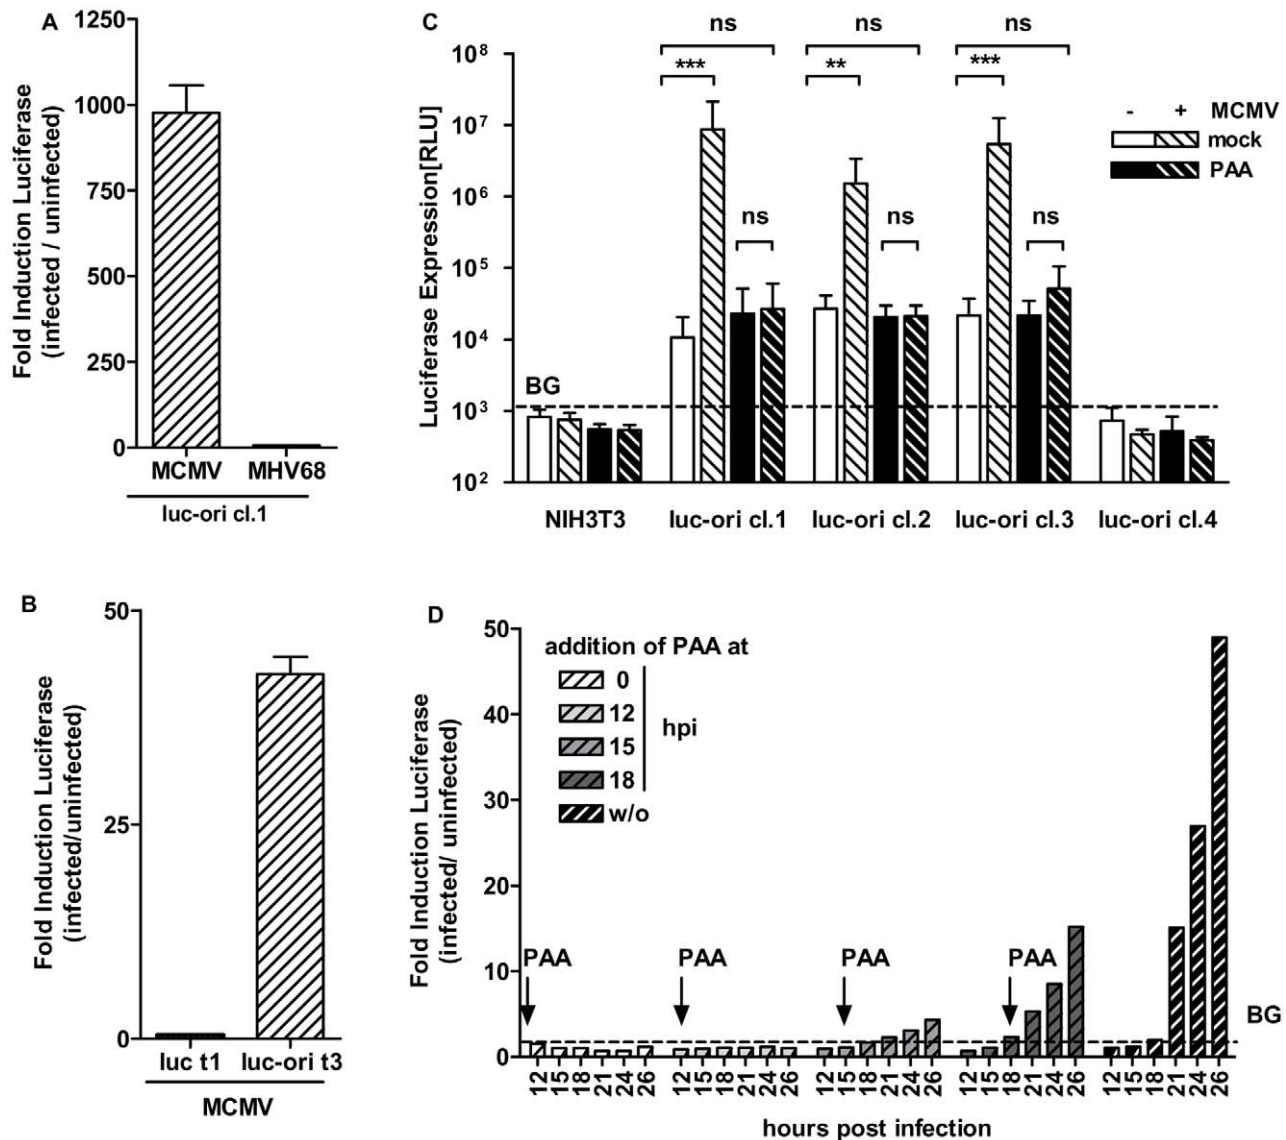 A
1250
1000
750
500
250
0
Fold Induction Luciferase
(infected / uninfected)
MCMV MHV68
luc-ori cl.1
B
50
25
0
Fold Induction Luciferase
(infected/uninfected)
luc t1 luc-ori t3
MCMV
C
ns ns ns
*** ** ***
ns ns ns
10^8
10^7
10^6
10^5
10^4
10^3
10^2
Luciferase Expression[RLU]
BG
- + MCMV
mock
PAA
NIH3T3 luc-ori cl.1 luc-ori cl.2 luc-ori cl.3 luc-ori cl.4
D
50
40
30
20
10
0
Fold Induction Luciferase
(infected/ uninfected)
addition of PAA at
0
12
15
18
hpi
w/o
PAA PAA PAA PAA
BG
12 15 18 21 24 26 12 15 18 21 24 26 12 15 18 21 24 26 12 15 18 21 24 26 12 15 18 21 24 26
hours post infection